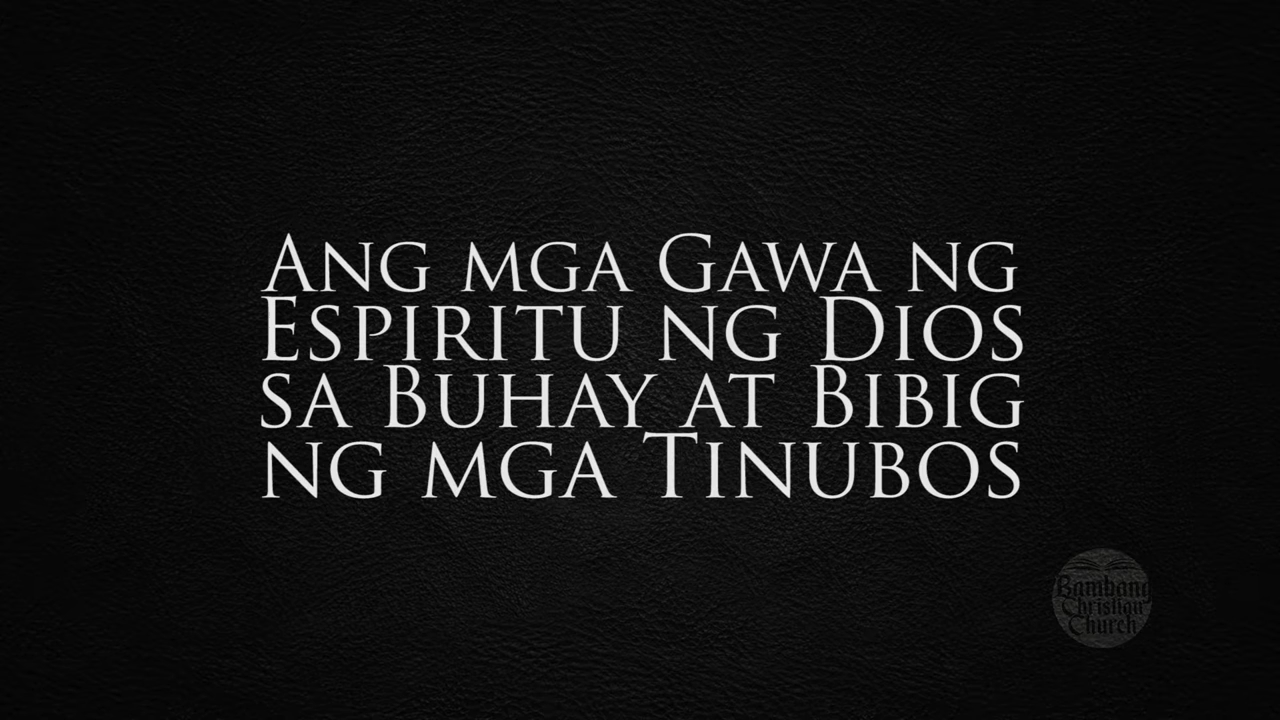 Ang mga Gawa ng
Espiritu ng Dios
sa Buhay at Bibig
ng mga Tinubos
Bambang
Christian
Church